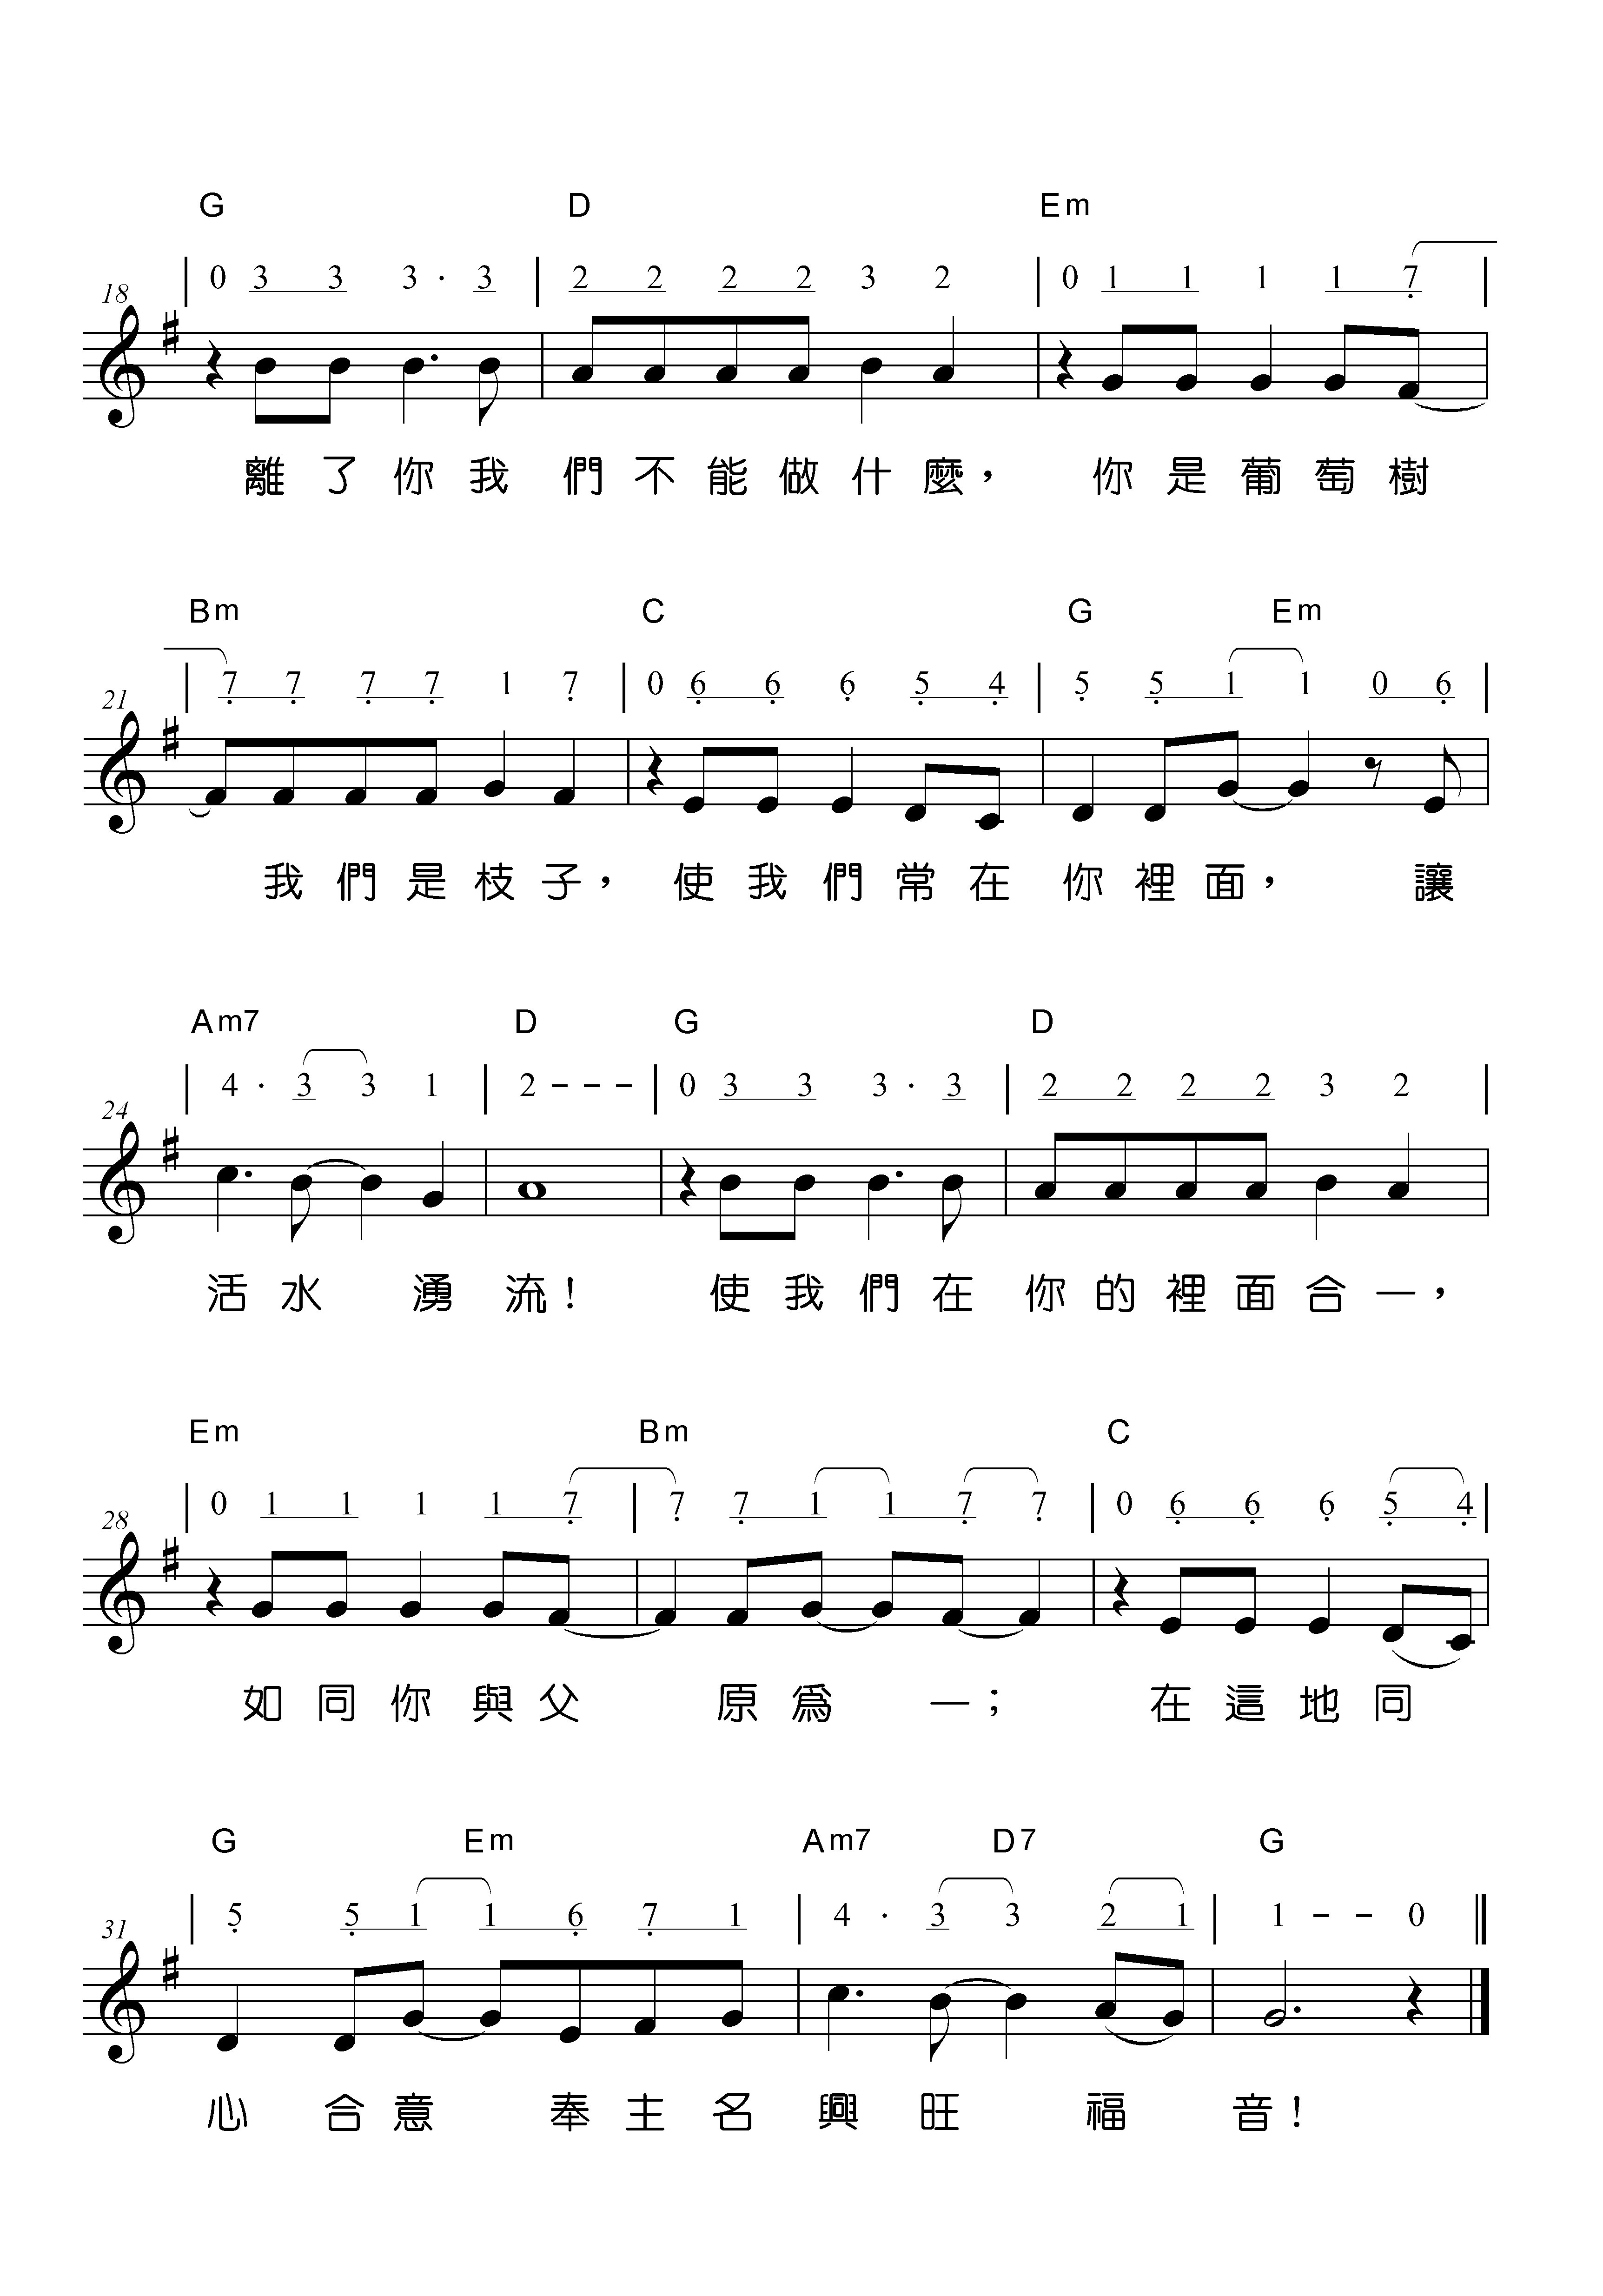 G D Em
18 | 0 3 3 3 · 3 | 2 2 2 2 3 2 | 0 1 1 1 1 7̣ |
離了你我們不能做什麼，你是葡萄樹
Bm C G Em
21 | 7̣ 7̣ 7̣ 7̣ 1 7̣ | 0 6̣ 6̣ 6̣ 5̣ 4̣ | 5̣ 5̣ 1 1 0 6̣ |
我們是枝子，使我們常在你裡面，讓
Am7 D G D
24 | 4 · 3 3 1 | 2 - - - | 0 3 3 3 · 3 | 2 2 2 2 3 2 |
活水湧流！使我們在你的裡面合一，
Em Bm C
28 | 0 1 1 1 1 7̣ | 7̣ 7̣ 1 1 7̣ 7̣ | 0 6̣ 6̣ 6̣ 5̣ 4̣ |
如同你與父原為一；在這地同
G Em Am7 D7 G
31 | 5̣ 5̣ 1 1 6̣ 7̣ 1 | 4 · 3 3 2 1 | 1 - - 0 ||
心合意奉主名興旺福音！